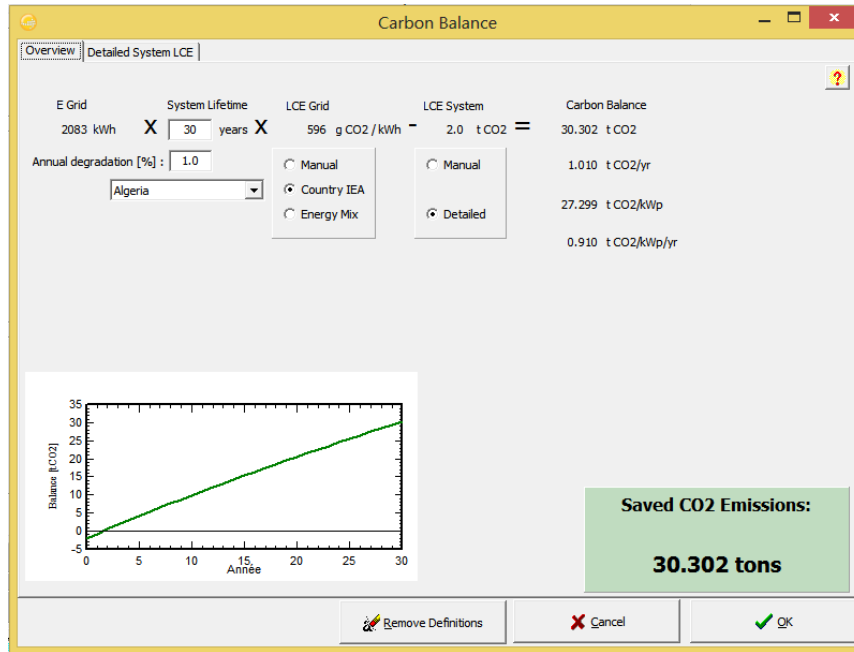 Carbon Balance
Overview Detailed System LCE
?
E Grid System Lifetime LCE Grid LCE System Carbon Balance
2083 kWh X 30 years X 596 g CO2 / kWh - 2.0 t CO2 = 30.302 t CO2
Annual degradation [%] : 1.0 Manual Manual 1.010 t CO2/yr
Algeria Country IEA
27.299 t CO2/kWp
Energy Mix Detailed
0.910 t CO2/kWp/yr
35
30
25
20
15
10
5
0
-5
Balance [tCO2]
0 5 10 15 20 25 30
Année
Saved CO2 Emissions:
30.302 tons
Remove Definitions Cancel OK